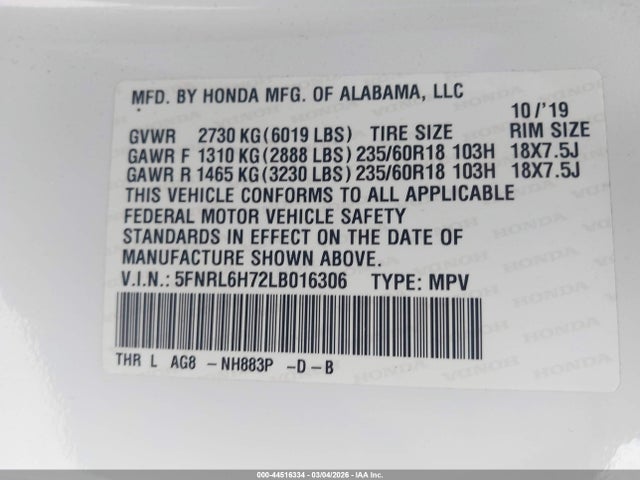 MFD. BY HONDA MFG. OF ALABAMA, LLC
10/'19
GVWR 2730 KG (6019 LBS) TIRE SIZE RIM SIZE
GAWR F 1310 KG (2888 LBS) 235/60R18 103H 18X7.5J
GAWR R 1465 KG (3230 LBS) 235/60R18 103H 18X7.5J
THIS VEHICLE CONFORMS TO ALL APPLICABLE
FEDERAL MOTOR VEHICLE SAFETY
STANDARDS IN EFFECT ON THE DATE OF
MANUFACTURE SHOWN ABOVE.
V.I.N.: 5FNRL6H72LB016306 TYPE: MPV
THR L AG8 - NH883P - D - B
000-44516334 - 03/04/2026 - IAA Inc.